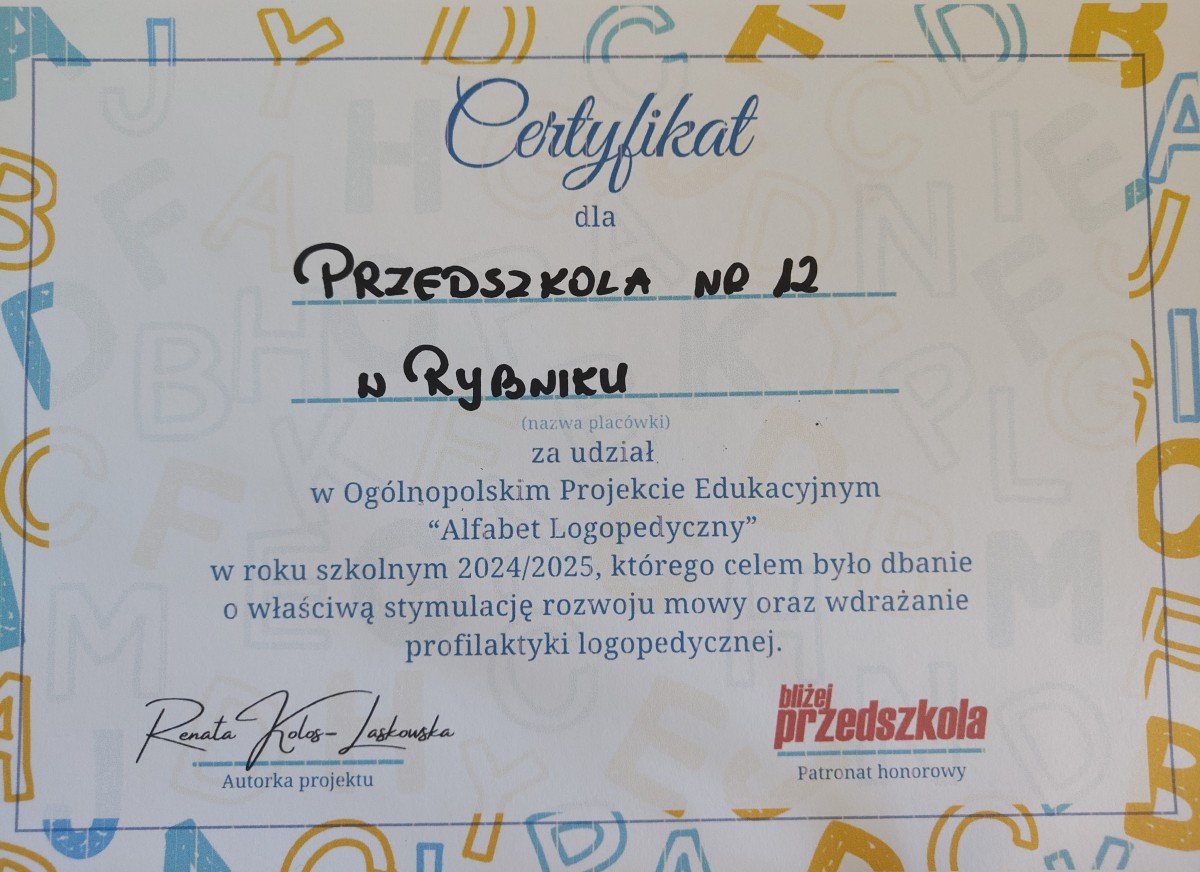 Certyfikat
dla
PRZEDSZKOLA NR 12
w RYBNIKU
(nazwa placówki)
za udział
w Ogólnopolskim Projekcie Edukacyjnym
“Alfabet Logopedyczny”
w roku szkolnym 2024/2025, którego celem było dbanie
o właściwą stymulację rozwoju mowy oraz wdrażanie
profilaktyki logopedycznej.
Renata Kolos-Laskowska
Autorka projektu
bliżej
przedszkola
Patronat honorowy